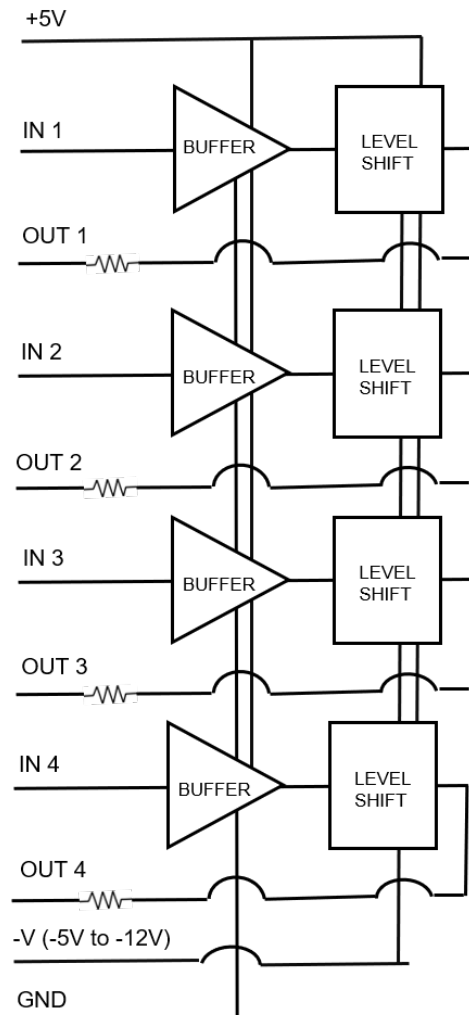 +5V
IN 1
BUFFER
LEVEL
SHIFT
OUT 1
IN 2
BUFFER
LEVEL
SHIFT
OUT 2
IN 3
BUFFER
LEVEL
SHIFT
OUT 3
IN 4
BUFFER
LEVEL
SHIFT
OUT 4
-V (-5V to -12V)
GND